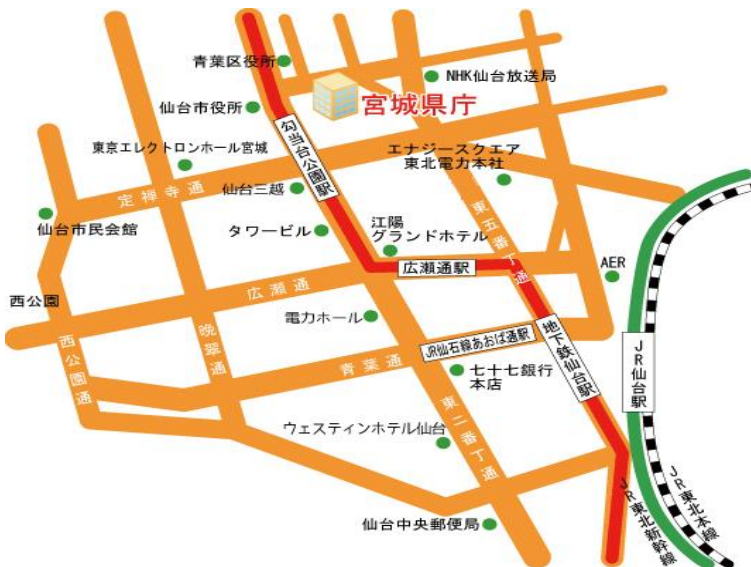 青葉区役所
NHK仙台放送局
仙台市役所
宮城県庁
勾当台公園駅
東京エレクトロンホール宮城
エナジースクエア
東北電力本社
定禅寺通
仙台三越
仙台市民会館
タワービル
江陽
グランドホテル
東五番丁通
広瀬通駅
AER
西公園
広瀬通
電力ホール
JR仙石線あおば通駅
地下鉄仙台駅
JR仙台駅
西公園通
晩翠通
青葉通
七十七銀行
本店
東二番丁通
ウェスティンホテル仙台
仙台中央郵便局
JR東北本線
JR東北新幹線